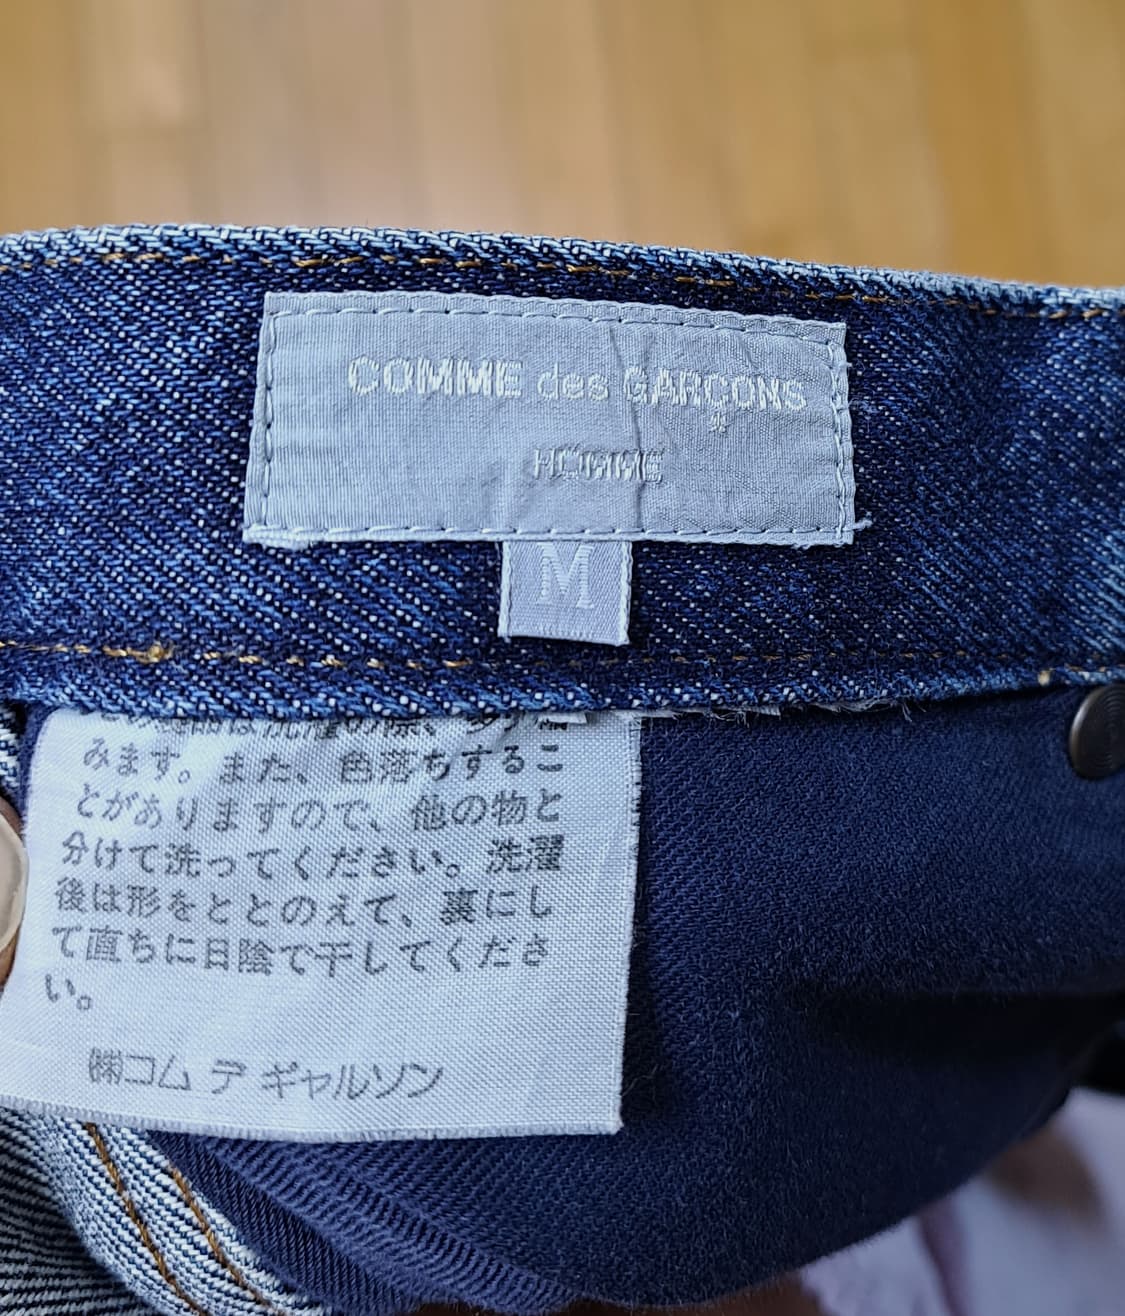 COMME des GARÇONS
HOMME
M
みます。また、色落ちするこ
とがありますので、他の物と
分けて洗ってください。洗濯
後は形をととのえて、裏にし
て直ちに日陰で干してくださ
い。
㈱コム デ ギャルソン